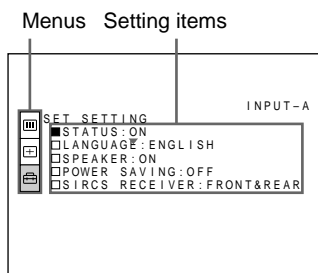 Menus Setting items
INPUT-A
SET SETTING
STATUS:ON
LANGUAGE:ENGLISH
SPEAKER:ON
POWER SAVING:OFF
SIRCS RECEIVER:FRONT&REAR